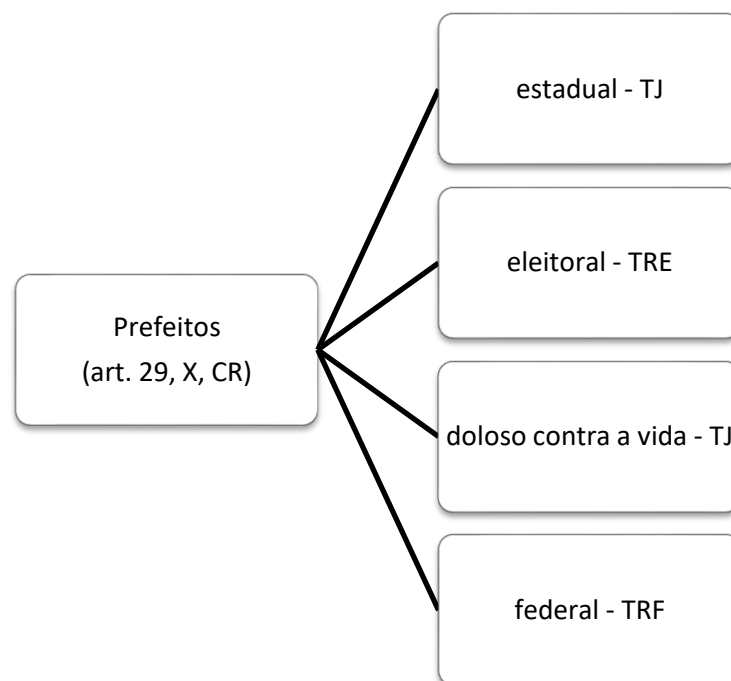 Prefeitos
(art. 29, X, CR)
estadual - TJ
eleitoral - TRE
doloso contra a vida - TJ
federal - TRF